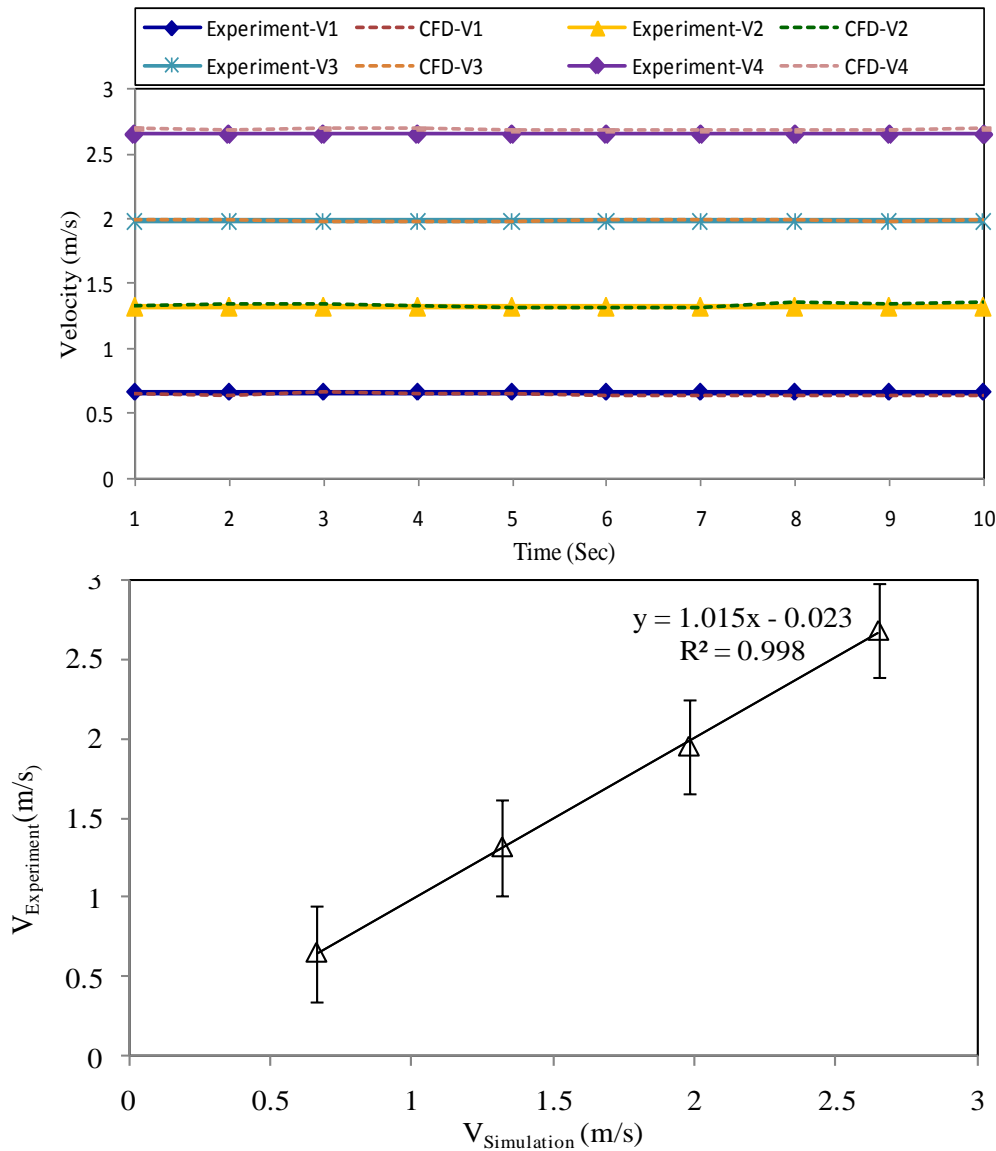 Experiment-V1 CFD-V1 Experiment-V2 CFD-V2
Experiment-V3 CFD-V3 Experiment-V4 CFD-V4
3
2.5
2
1.5
1
0.5
0
Velocity (m/s)
1 2 3 4 5 6 7 8 9 10
Time (Sec)
3
2.5
2
1.5
1
0.5
0
V Experiment (m/s)
y = 1.015x - 0.023
R² = 0.998
0 0.5 1 1.5 2 2.5 3
V Simulation (m/s)